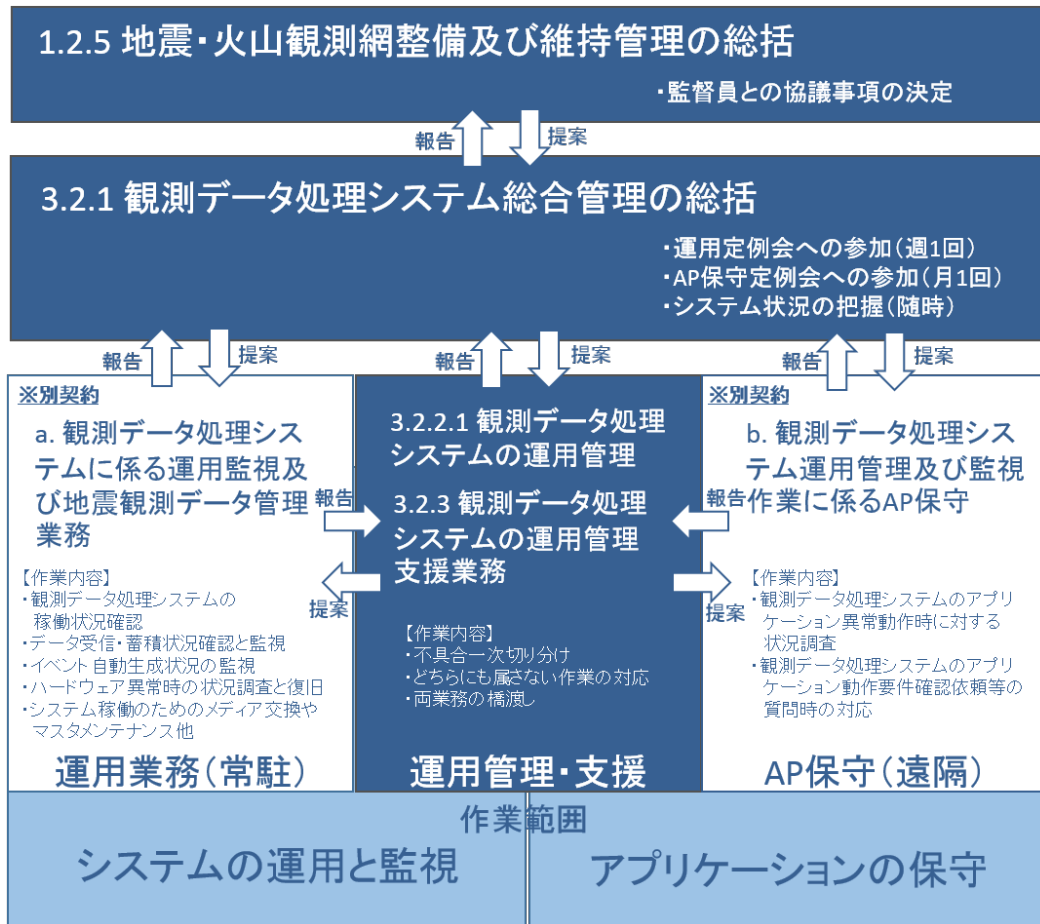 1.2.5 地震・火山観測網整備及び維持管理の総括
・監督員との協議事項の決定
報告
提案
3.2.1 観測データ処理システム総合管理の総括
・運用定例会への参加(週1回)
・AP保守定例会への参加(月1回)
・システム状況の把握(随時)
報告
提案
報告
提案
報告
提案
※別契約
a. 観測データ処理シス
テムに係る運用監視及
び地震観測データ管理
業務
報告
提案
【作業内容】
・観測データ処理システムの
稼働状況確認
・データ受信・蓄積状況確認と監視
・イベント自動生成状況の監視
・ハードウェア異常時の状況調査と復旧
・システム稼働のためのメディア交換や
マスタメンテナンス他
運用業務(常駐)
3.2.2.1 観測データ処理
システムの運用管理
3.2.3 観測データ処理
システムの運用管理
支援業務
【作業内容】
・不具合一次切り分け
・どちらにも属さない作業の対応
・両業務の橋渡し
運用管理・支援
※別契約
b. 観測データ処理シス
テム運用管理及び監視
作業に係るAP保守
報告
提案
【作業内容】
・観測データ処理システムのアプリ
ケーション異常動作時に対する
状況調査
・観測データ処理システムのアプリ
ケーション動作要件確認依頼等の
質問時の対応
AP保守(遠隔)
作業範囲
システムの運用と監視
アプリケーションの保守